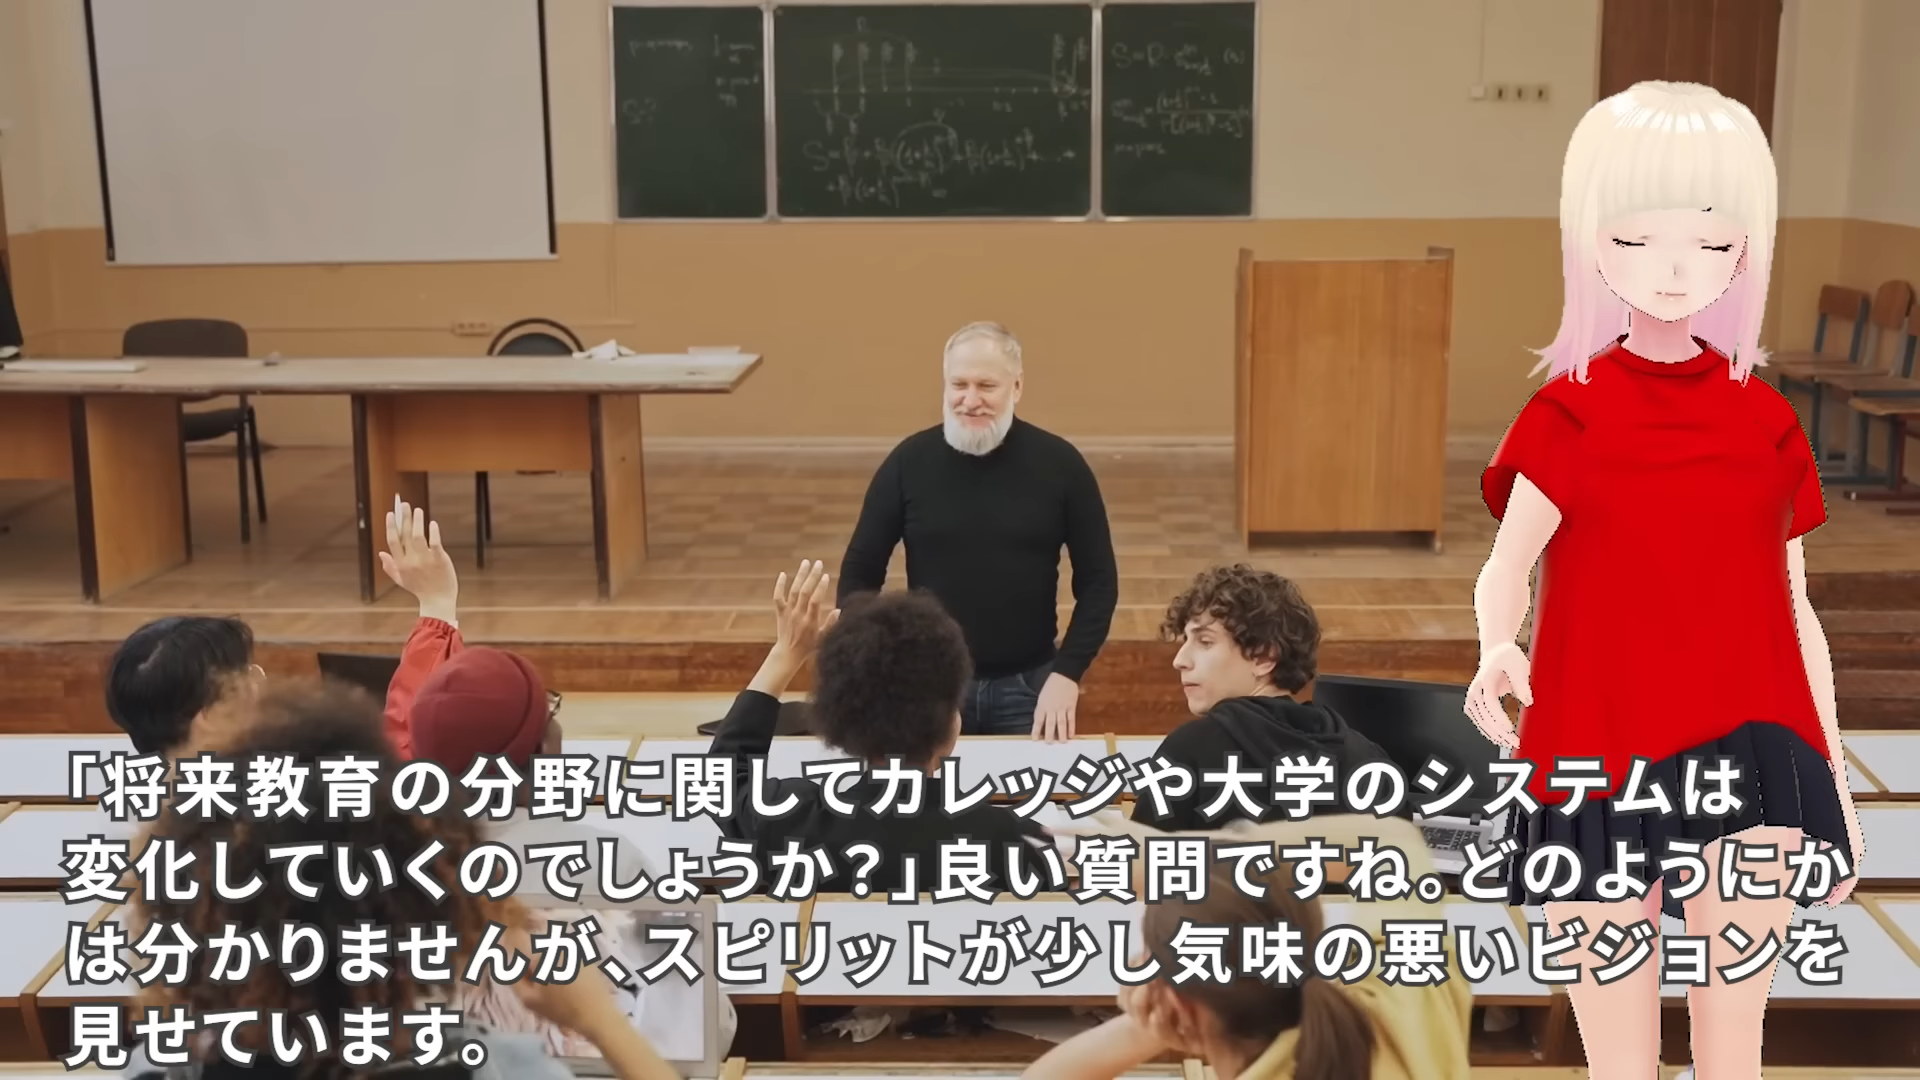 「将来教育の分野に関してカレッジや大学のシステムは
変化していくのでしょうか？」良い質問ですね。どのようにか
は分かりませんが、スピリットが少し気味の悪いビジョンを
見せています。